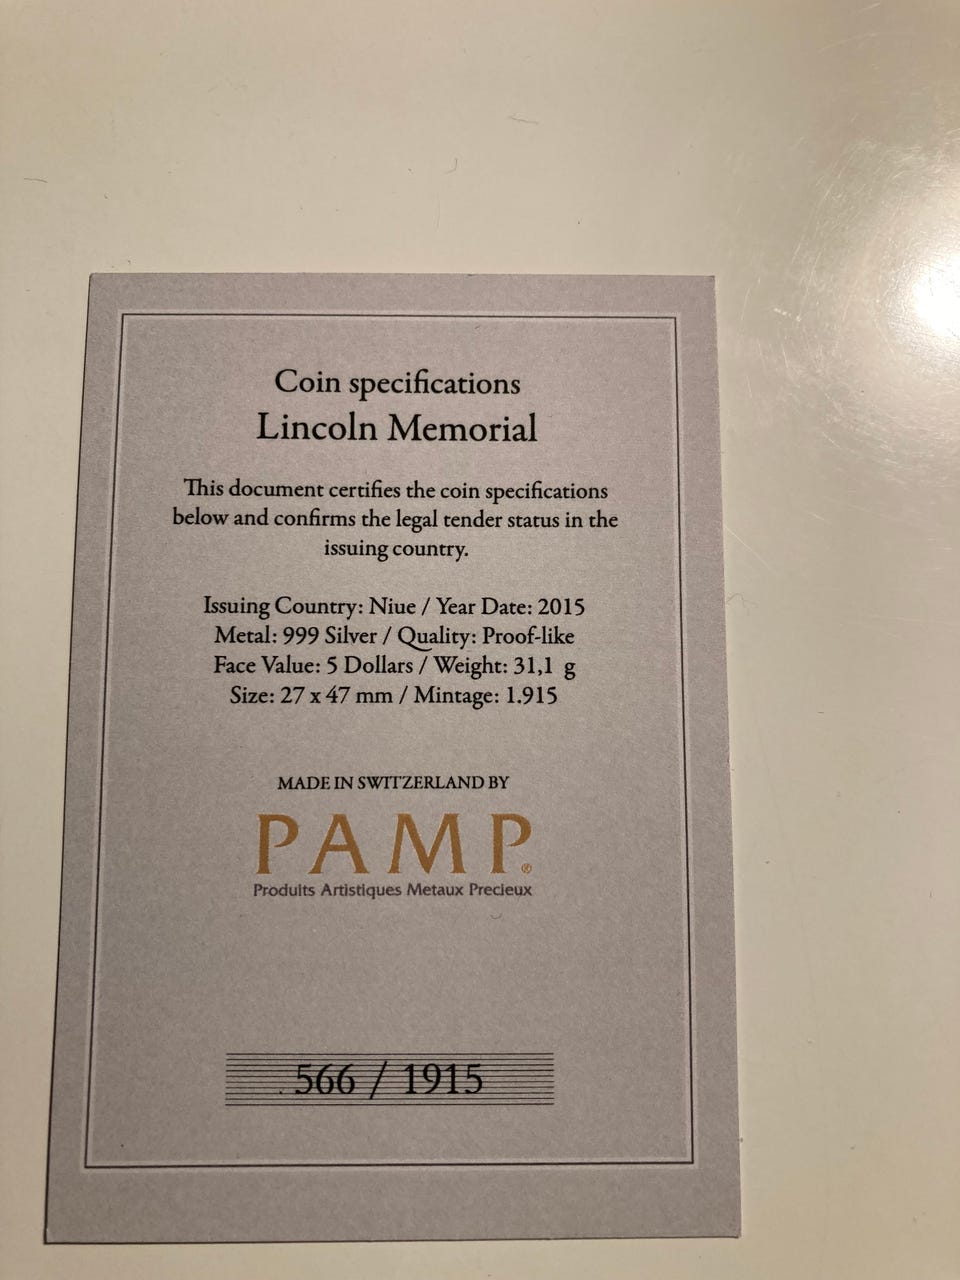 Coin specifications
Lincoln Memorial
This document certifies the coin specifications
below and confirms the legal tender status in the
issuing country.
Issuing Country: Niue / Year Date: 2015
Metal: 999 Silver / Quality: Proof-like
Face Value: 5 Dollars / Weight: 31,1 g
Size: 27 x 47 mm / Mintage: 1.915
MADE IN SWITZERLAND BY
PAMP®
Produits Artistiques Metaux Precieux
566 / 1915